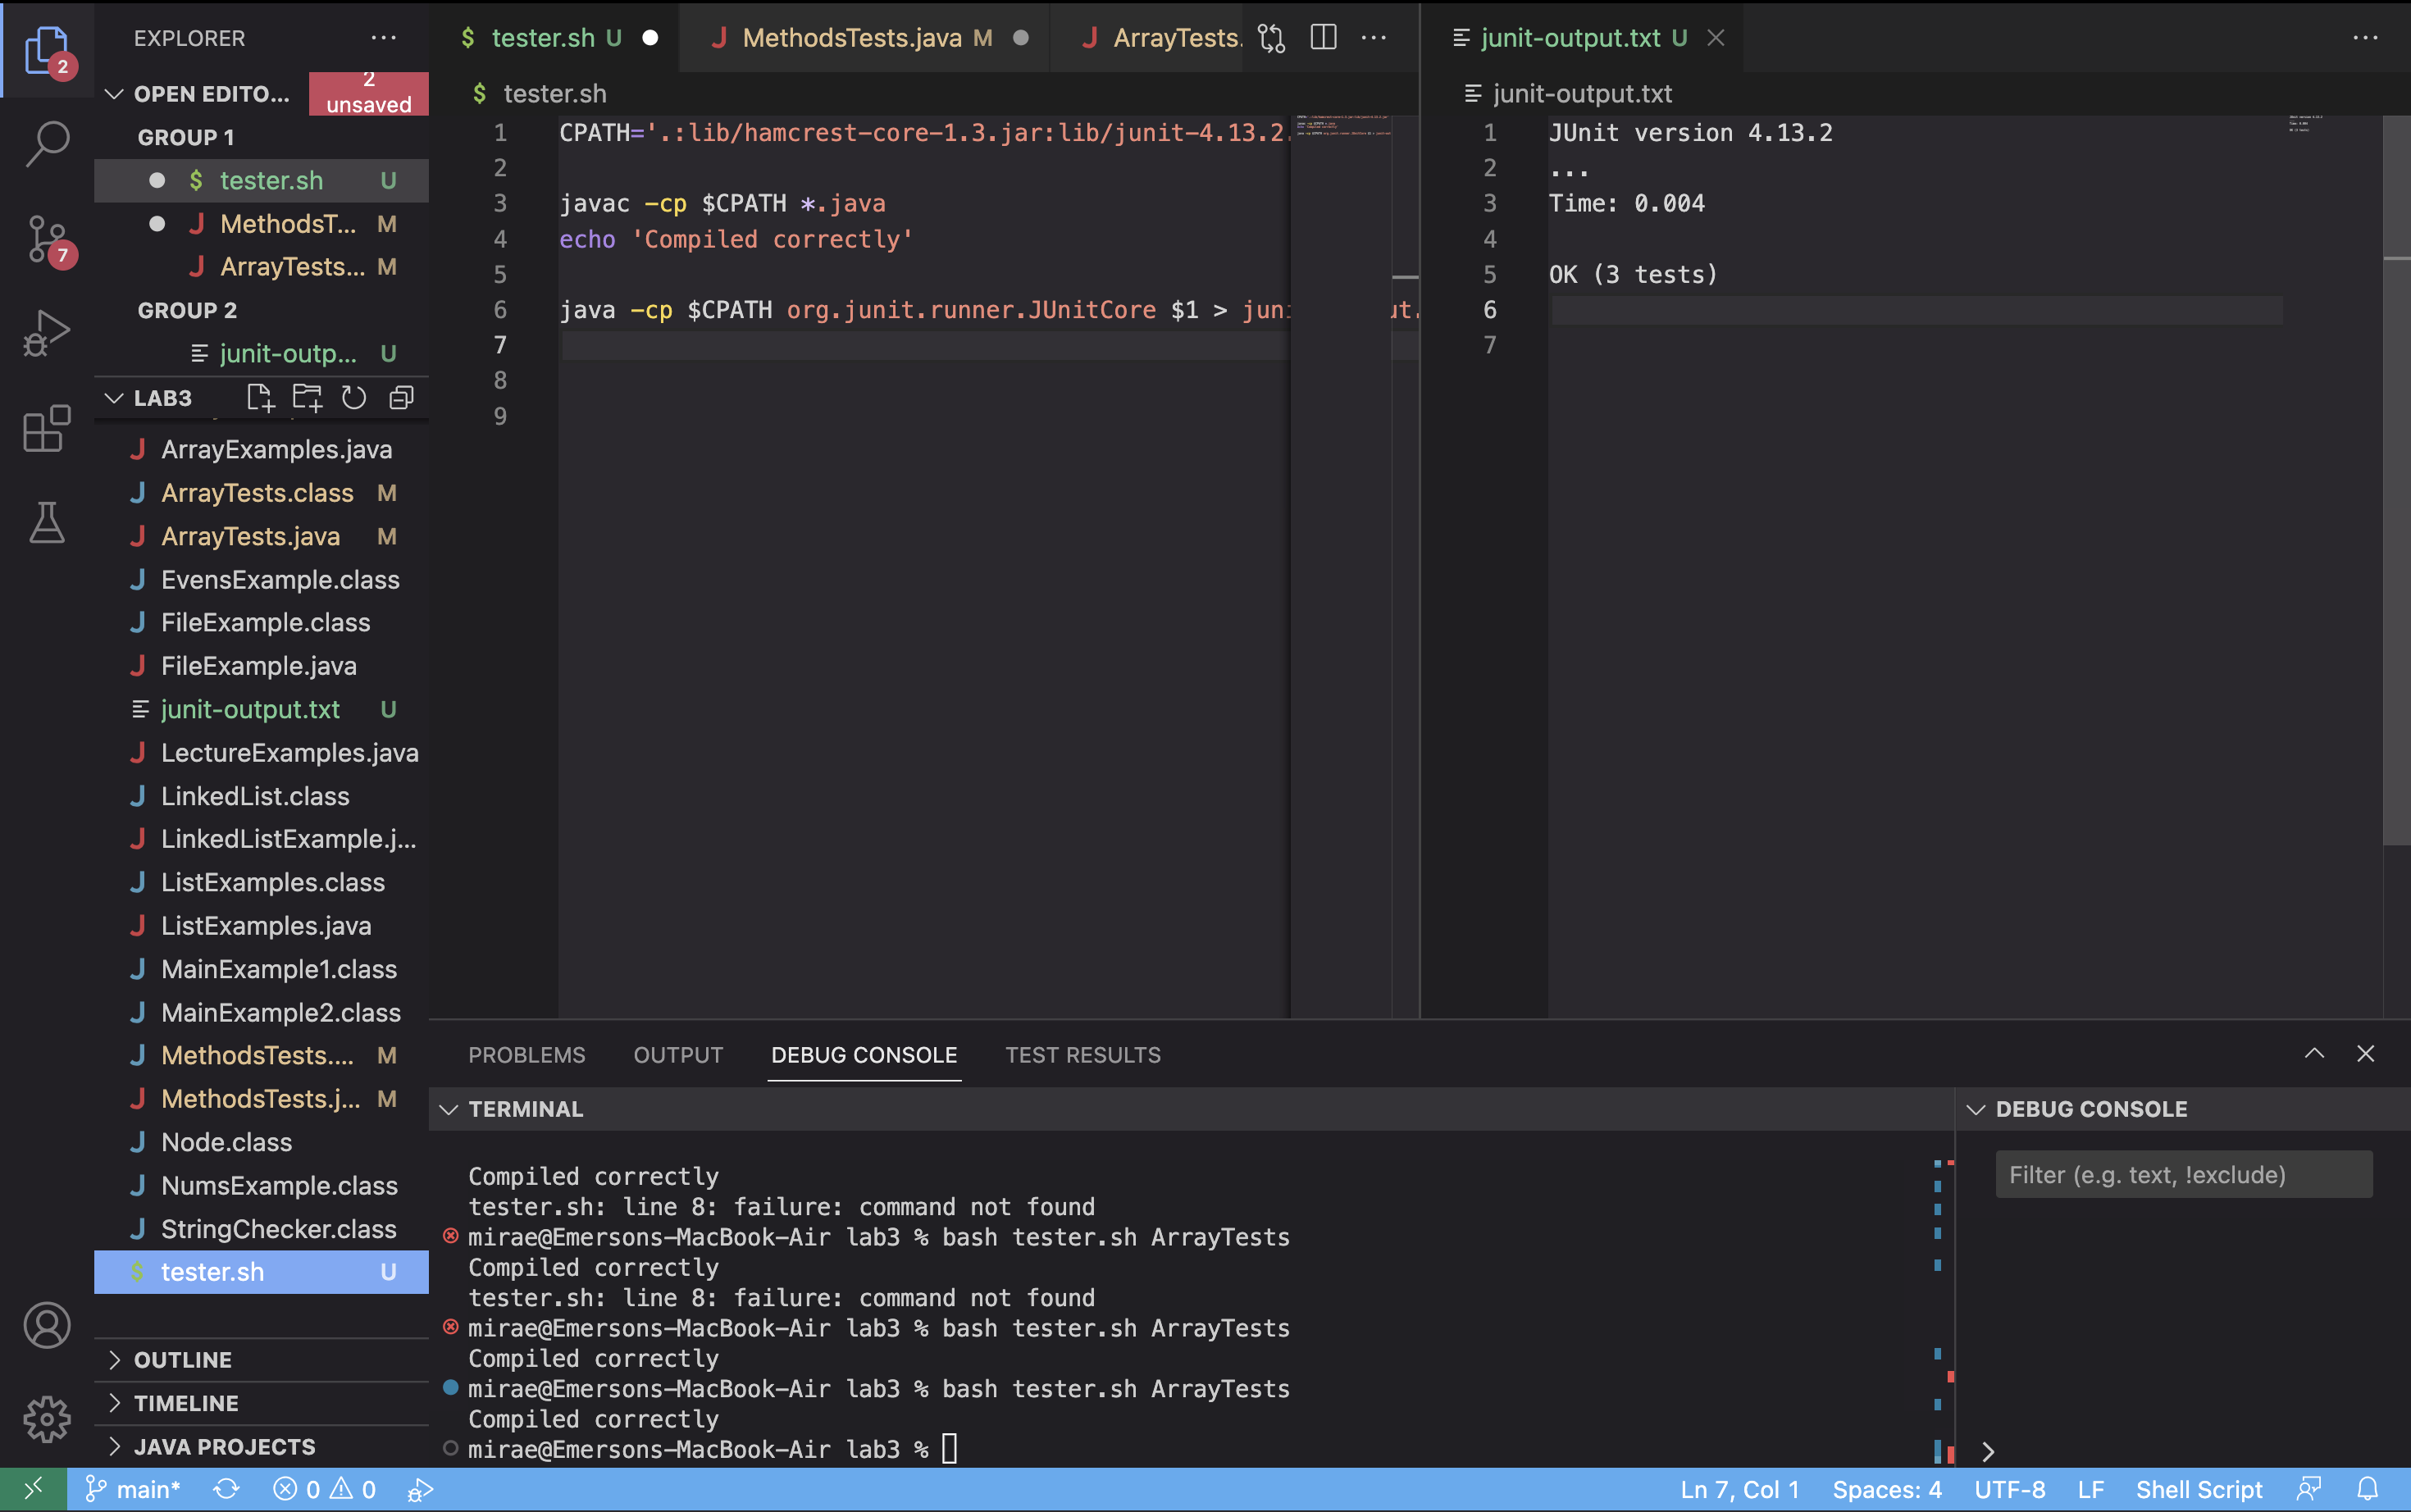 EXPLORER
2
OPEN EDITO... 2 unsaved
GROUP 1
$ tester.sh U
J MethodsT... M
J ArrayTests... M
GROUP 2
junit-outp... U
LAB3
J ArrayExamples.java
J ArrayTests.class M
J ArrayTests.java M
J EvensExample.class
J FileExample.class
J FileExample.java
junit-output.txt U
J LectureExamples.java
J LinkedList.class
J LinkedListExample.j...
J ListExamples.class
J ListExamples.java
J MainExample1.class
J MainExample2.class
J MethodsTests.... M
J MethodsTests.j... M
J Node.class
J NumsExample.class
J StringChecker.class
$ tester.sh U
OUTLINE
TIMELINE
JAVA PROJECTS
7
$ tester.sh U
J MethodsTests.java M
J ArrayTests.
$ tester.sh
1 CPATH='.:lib/hamcrest-core-1.3.jar:lib/junit-4.13.2.
2
3 javac -cp $CPATH *.java
4 echo 'Compiled correctly'
5
6 java -cp $CPATH org.junit.runner.JUnitCore $1 >
7
8
9
junit-output.txt U
junit-output.txt
1 JUnit version 4.13.2
2 ...
3 Time: 0.004
4
5 OK (3 tests)
6
7
PROBLEMS OUTPUT DEBUG CONSOLE TEST RESULTS
TERMINAL
Compiled correctly
tester.sh: line 8: failure: command not found
mirae@Emersons-MacBook-Air lab3 % bash tester.sh ArrayTests
Compiled correctly
tester.sh: line 8: failure: command not found
mirae@Emersons-MacBook-Air lab3 % bash tester.sh ArrayTests
Compiled correctly
mirae@Emersons-MacBook-Air lab3 % bash tester.sh ArrayTests
Compiled correctly
mirae@Emersons-MacBook-Air lab3 %
DEBUG CONSOLE
Filter (e.g. text, !exclude)
main* 0 0
Ln 7, Col 1 Spaces: 4 UTF-8 LF Shell Script